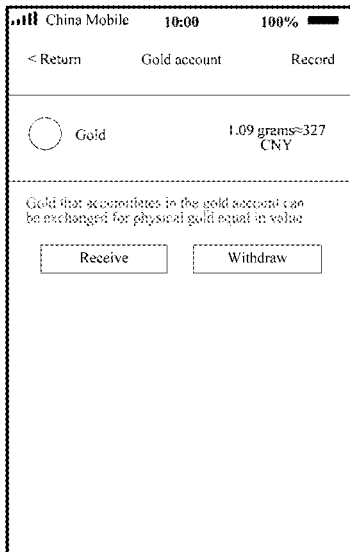 China Mobile 10:00 100%
< Return Gold account Record
Gold 1.09 grams≈327
CNY
Gold that accumulates in the gold account can
be exchanged for physical gold equal in value
Receive Withdraw